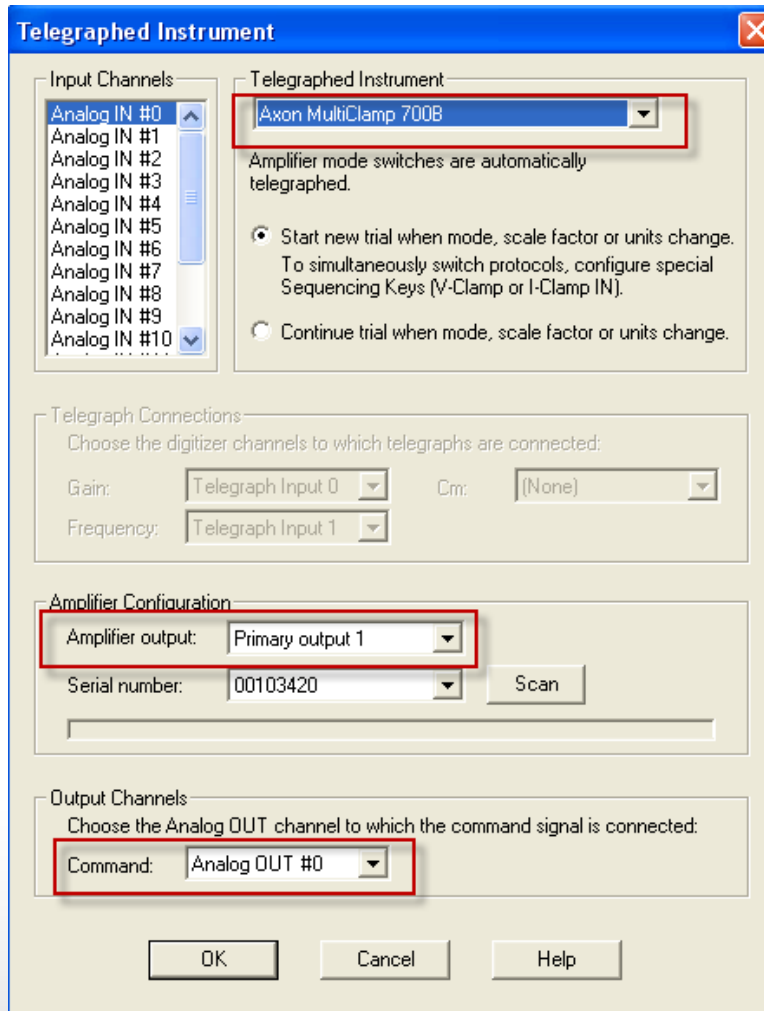 Telegraphed Instrument
Input Channels
Analog IN #0
Analog IN #1
Analog IN #2
Analog IN #3
Analog IN #4
Analog IN #5
Analog IN #6
Analog IN #7
Analog IN #8
Analog IN #9
Analog IN #10
Telegraphed Instrument
Axon MultiClamp 700B
Amplifier mode switches are automatically
telegraphed.
Start new trial when mode, scale factor or units change.
To simultaneously switch protocols, configure special
Sequencing Keys (V-Clamp or I-Clamp IN).
Continue trial when mode, scale factor or units change.
Telegraph Connections
Choose the digitizer channels to which telegraphs are connected:
Gain: Telegraph Input 0 Cm: (None)
Frequency: Telegraph Input 1
Amplifier Configuration
Amplifier output: Primary output 1
Serial number: 00103420 Scan
Output Channels
Choose the Analog OUT channel to which the command signal is connected:
Command: Analog OUT #0
OK Cancel Help